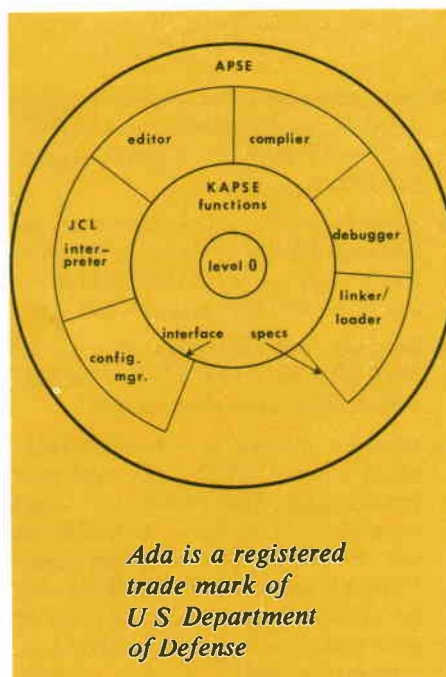 APSE
editor
complier
KAPSE
functions
JCL
inter-
preter
debugger
level 0
linker/
loader
interface specs
config.
mgr.
Ada is a registered
trade mark of
U S Department
of Defense